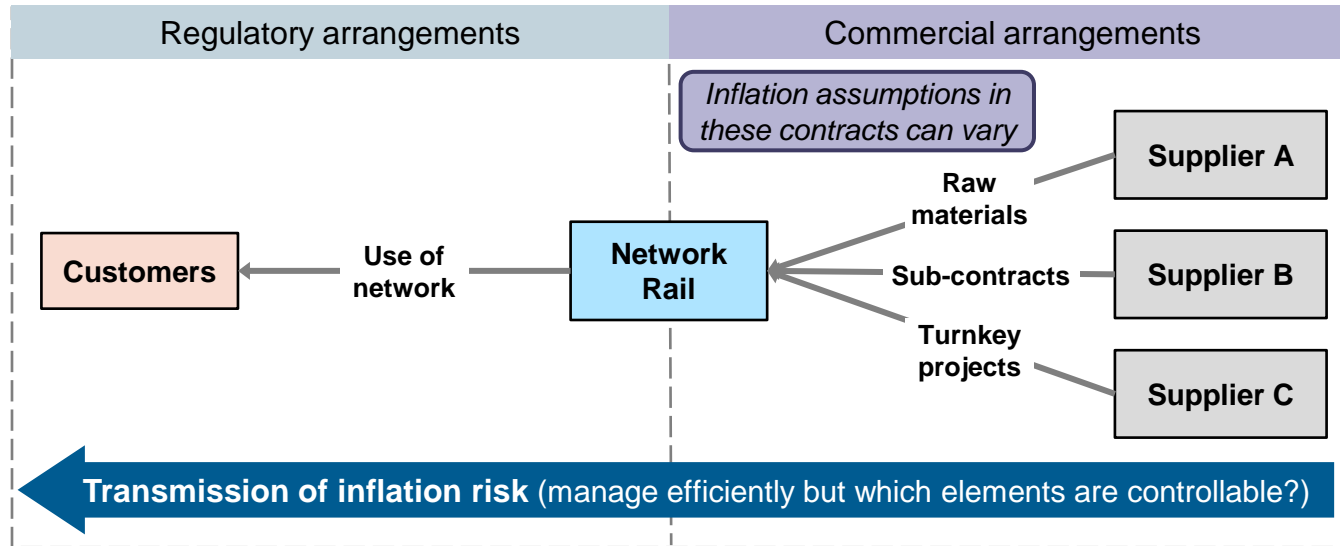 Regulatory arrangements
Commercial arrangements
Inflation assumptions in
these contracts can vary
Supplier A
Raw
materials
Customers
Use of
network
Network
Rail
Sub-contracts
Supplier B
Turnkey
projects
Supplier C
Transmission of inflation risk (manage efficiently but which elements are controllable?)